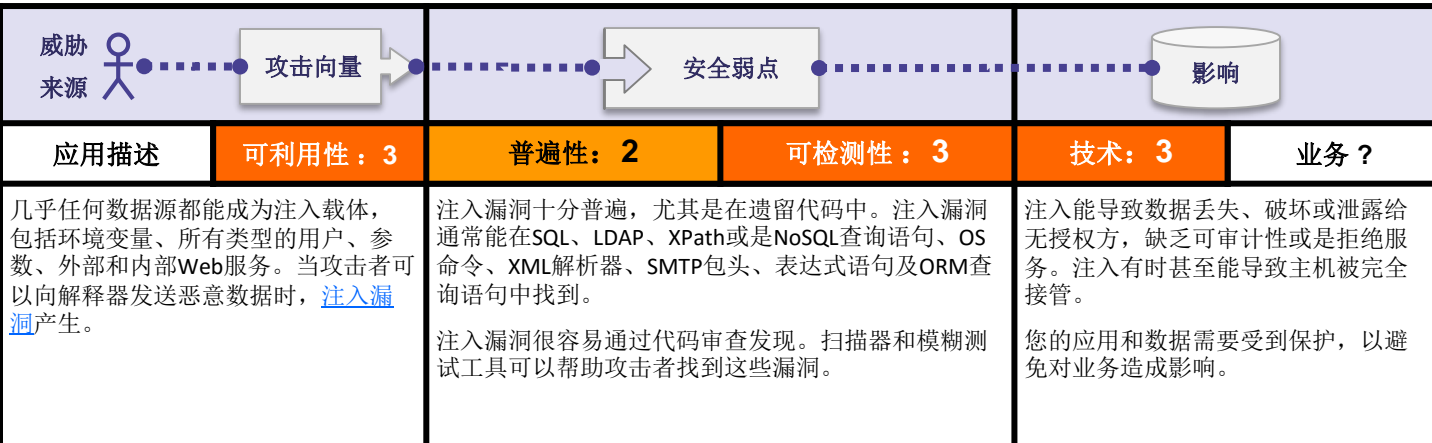 威胁
来源
攻击向量
安全弱点
影响
应用描述
可利用性 : 3
普遍性： 2
可检测性 : 3
技术: 3
业务 ?
几乎任何数据源都能成为注入载体，
包括环境变量、所有类型的用户、参
数、外部和内部Web服务。当攻击者可
以向解释器发送恶意数据时，注入漏
洞产生。
注入漏洞十分普遍，尤其是在遗留代码中。注入漏洞
通常能在SQL、LDAP、XPath或是NoSQL查询语句、OS
命令、XML解析器、SMTP包头、表达式语句及ORM查
询语句中找到。
注入漏洞很容易通过代码审查发现。扫描器和模糊测
试工具可以帮助攻击者找到这些漏洞。
注入能导致数据丢失、破坏或泄露给
无授权方，缺乏可审计性或是拒绝服
务。注入有时甚至能导致主机被完全
接管。
您的应用和数据需要受到保护，以避
免对业务造成影响。